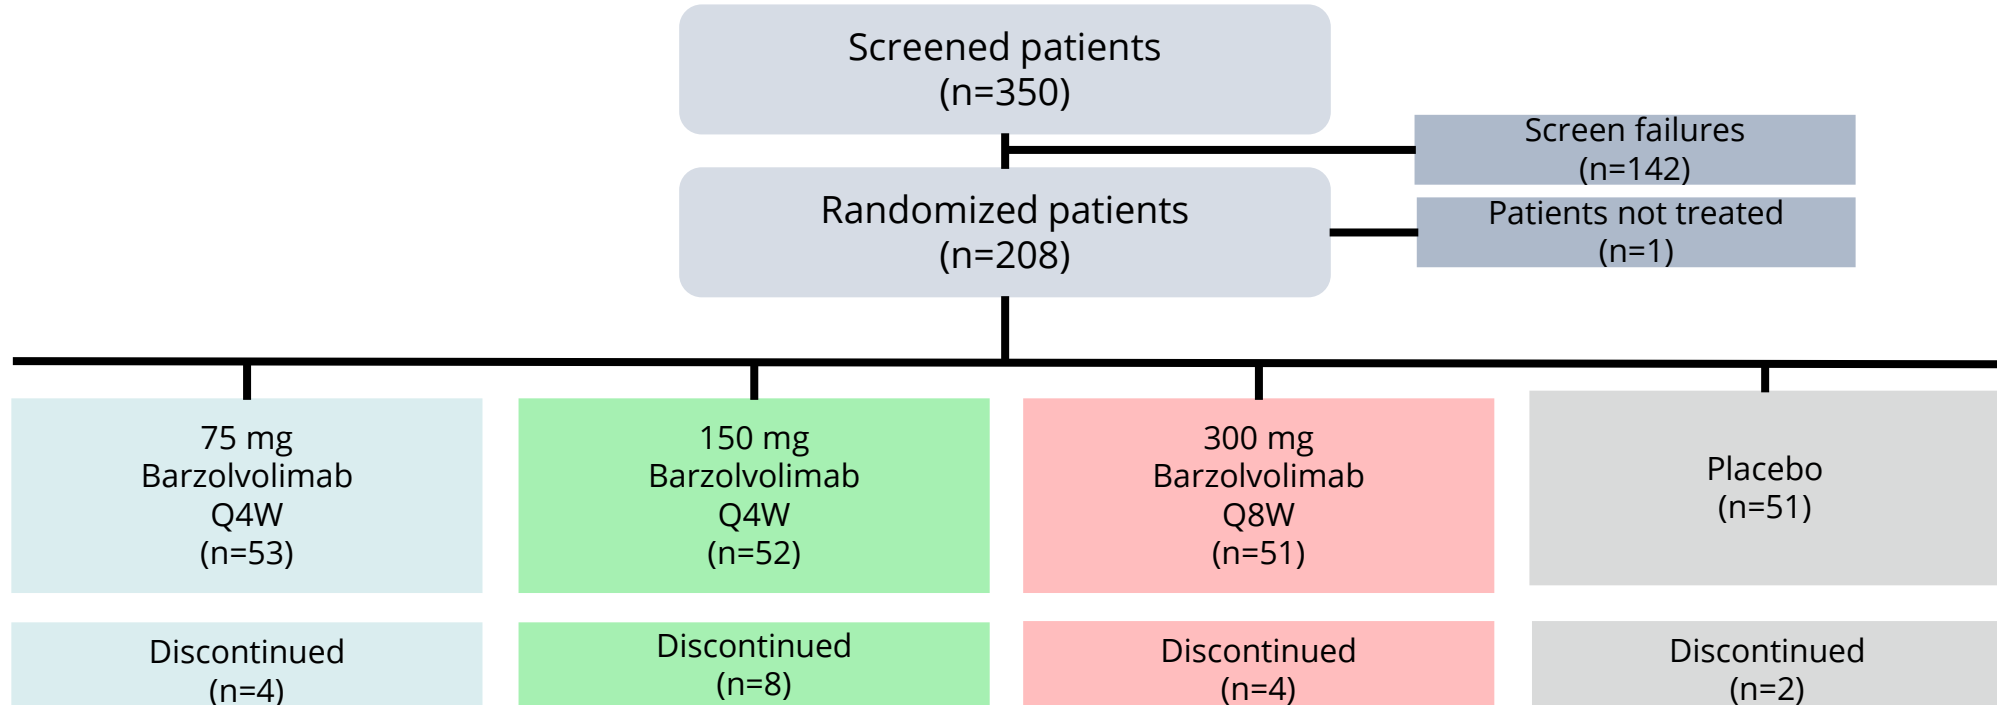 Screened patients
(n=350)
Screen failures
(n=142)
Randomized patients
(n=208)
Patients not treated
(n=1)
75 mg
Barzolvolimab
Q4W
(n=53)
150 mg
Barzolvolimab
Q4W
(n=52)
300 mg
Barzolvolimab
Q8W
(n=51)
Placebo
(n=51)
Discontinued
(n=4)
Discontinued
(n=8)
Discontinued
(n=4)
Discontinued
(n=2)